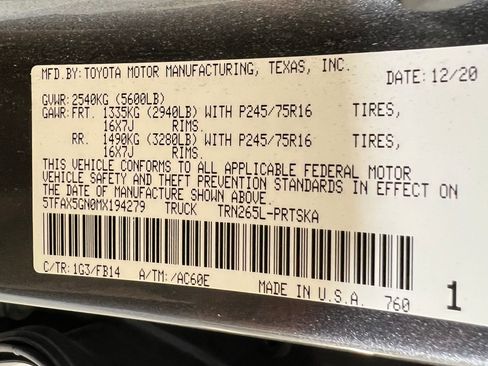 MFD.BY:TOYOTA MOTOR MANUFACTURING, TEXAS, INC.
DATE:12/20
GVWR:2540KG (5600LB)
GAWR:FRT. 1335KG (2940LB) WITH P245/75R16 TIRES,
16X7J RIMS.
RR. 1490KG (3280LB) WITH P245/75R16 TIRES,
16X7J RIMS.
THIS VEHICLE CONFORMS TO ALL APPLICABLE FEDERAL MOTOR
VEHICLE SAFETY AND THEFT PREVENTION STANDARDS IN EFFECT ON
THE DATE OF MANUFACTURE SHOWN ABOVE.
5TFAX5GN0MX194279 TRUCK TRN265L-PRTSKA
C/TR:1G3/FB14 A/TM:/AC60E MADE IN U.S.A. 760 1